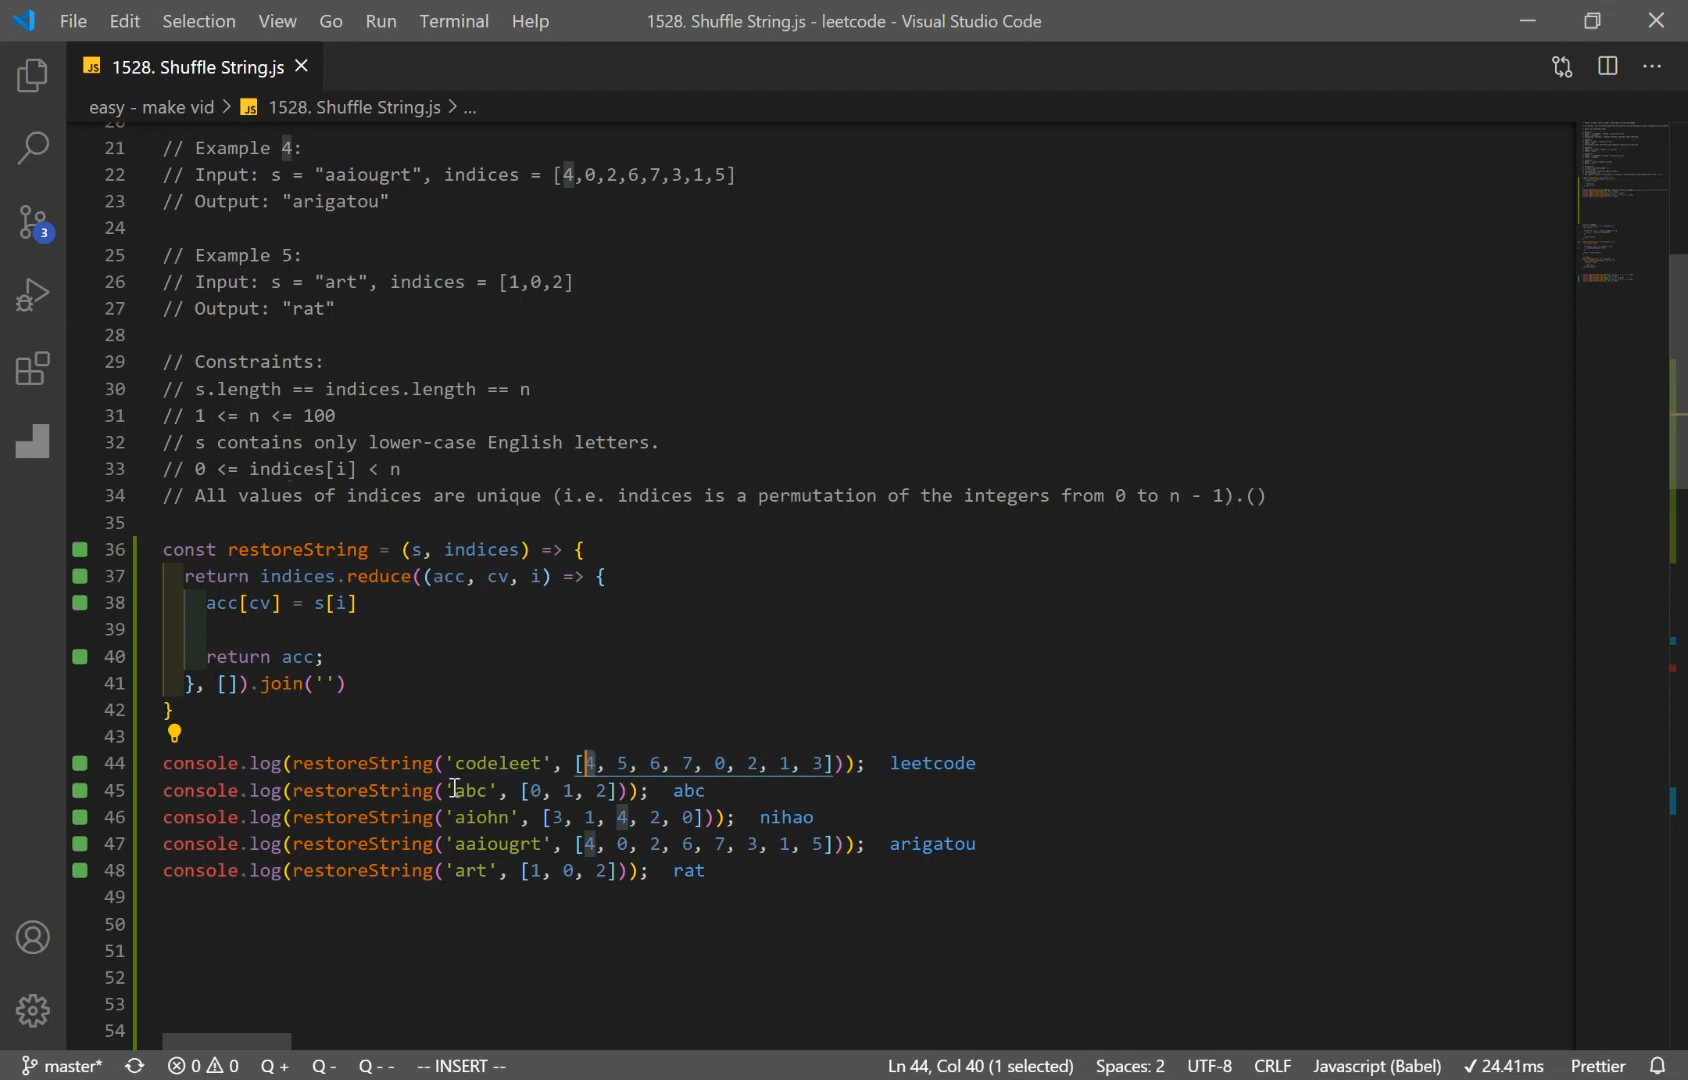 File Edit Selection View Go Run Terminal Help 1528. Shuffle String.js - leetcode - Visual Studio Code
JS 1528. Shuffle String.js
easy - make vid > JS 1528. Shuffle String.js > ...
20
21 // Example 4:
22 // Input: s = "aaiougrt", indices = [4,0,2,6,7,3,1,5]
23 // Output: "arigatou"
24
25 // Example 5:
26 // Input: s = "art", indices = [1,0,2]
27 // Output: "rat"
28
29 // Constraints:
30 // s.length == indices.length == n
31 // 1 <= n <= 100
32 // s contains only lower-case English letters.
33 // 0 <= indices[i] < n
34 // All values of indices are unique (i.e. indices is a permutation of the integers from 0 to n - 1).()
35
36 const restoreString = (s, indices) => {
37 return indices.reduce((acc, cv, i) => {
38 acc[cv] = s[i]
39
40 return acc;
41 }, []).join('')
42 }
43
44 console.log(restoreString('codeleet', [4, 5, 6, 7, 0, 2, 1, 3])); leetcode
45 console.log(restoreString('abc', [0, 1, 2])); abc
46 console.log(restoreString('aiohn', [3, 1, 4, 2, 0])); nihao
47 console.log(restoreString('aaiougrt', [4, 0, 2, 6, 7, 3, 1, 5])); arigatou
48 console.log(restoreString('art', [1, 0, 2])); rat
49
50
51
52
53
54
3
master* 0 0 Q + Q - Q - - -- INSERT -- Ln 44, Col 40 (1 selected) Spaces: 2 UTF-8 CRLF Javascript (Babel) ✓ 24.41ms Prettier